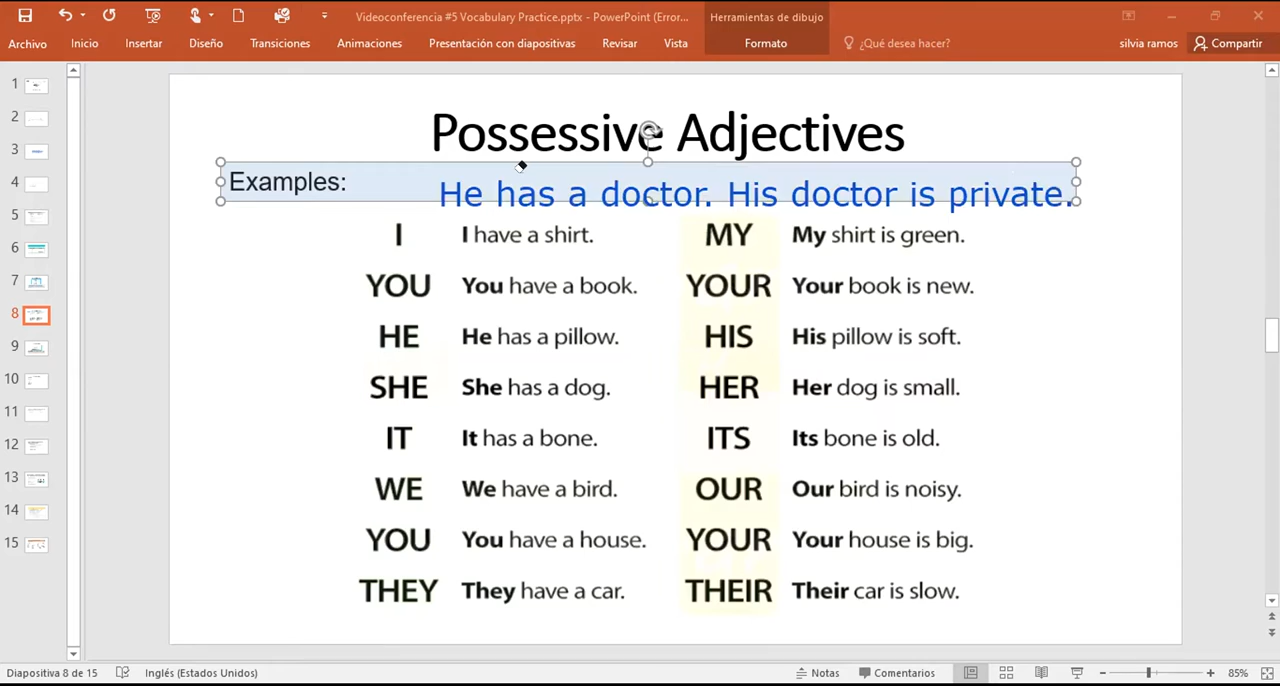 Videoconferencia #5 Vocabulary Practice.pptx - PowerPoint (Error...
Herramientas de dibujo
Archivo Inicio Insertar Diseño Transiciones Animaciones Presentación con diapositivas Revisar Vista Formato ¿Qué desea hacer? silvia ramos Compartir
1
2
3
4
5
6
7
8
9
10
11
12
13
14
15
Possessive Adjectives
Examples: He has a doctor. His doctor is private.
I I have a shirt. MY My shirt is green.
YOU You have a book. YOUR Your book is new.
HE He has a pillow. HIS His pillow is soft.
SHE She has a dog. HER Her dog is small.
IT It has a bone. ITS Its bone is old.
WE We have a bird. OUR Our bird is noisy.
YOU You have a house. YOUR Your house is big.
THEY They have a car. THEIR Their car is slow.
Diapositiva 8 de 15 Inglés (Estados Unidos) Notas Comentarios 85%